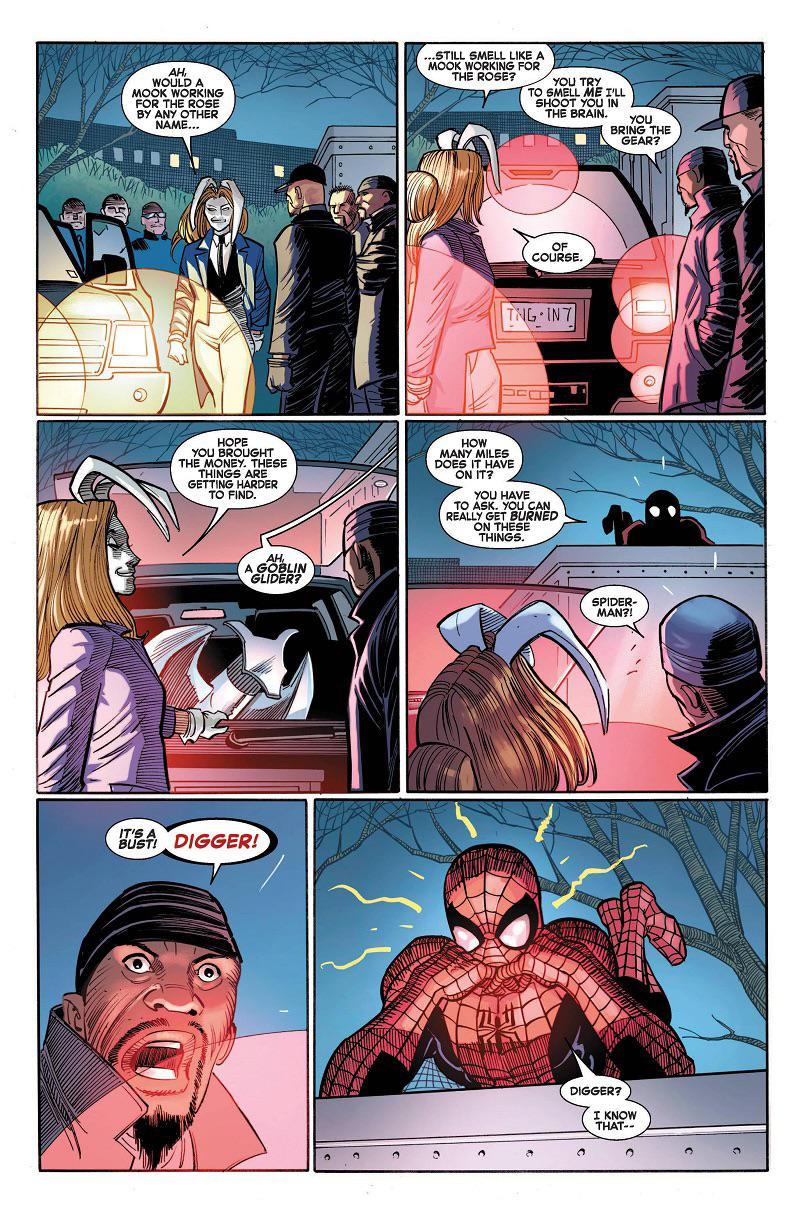 AH,
WOULD A
MOOK WORKING
FOR THE ROSE
BY ANY OTHER
NAME...
...STILL SMELL LIKE A
MOOK WORKING FOR
THE ROSE?
YOU TRY
TO SMELL ME I'LL
SHOOT YOU IN
THE BRAIN.
YOU
BRING THE
GEAR?
OF
COURSE.
HOPE
YOU BROUGHT
THE MONEY. THESE
THINGS ARE
GETTING HARDER
TO FIND.
AH,
A GOBLIN
GLIDER?
HOW
MANY MILES
DOES IT HAVE
ON IT?
YOU HAVE
TO ASK. YOU CAN
REALLY GET BURNED
ON THESE
THINGS.
SPIDER-
MAN?!
IT'S A
BUST!
DIGGER!
DIGGER?
I KNOW
THAT--